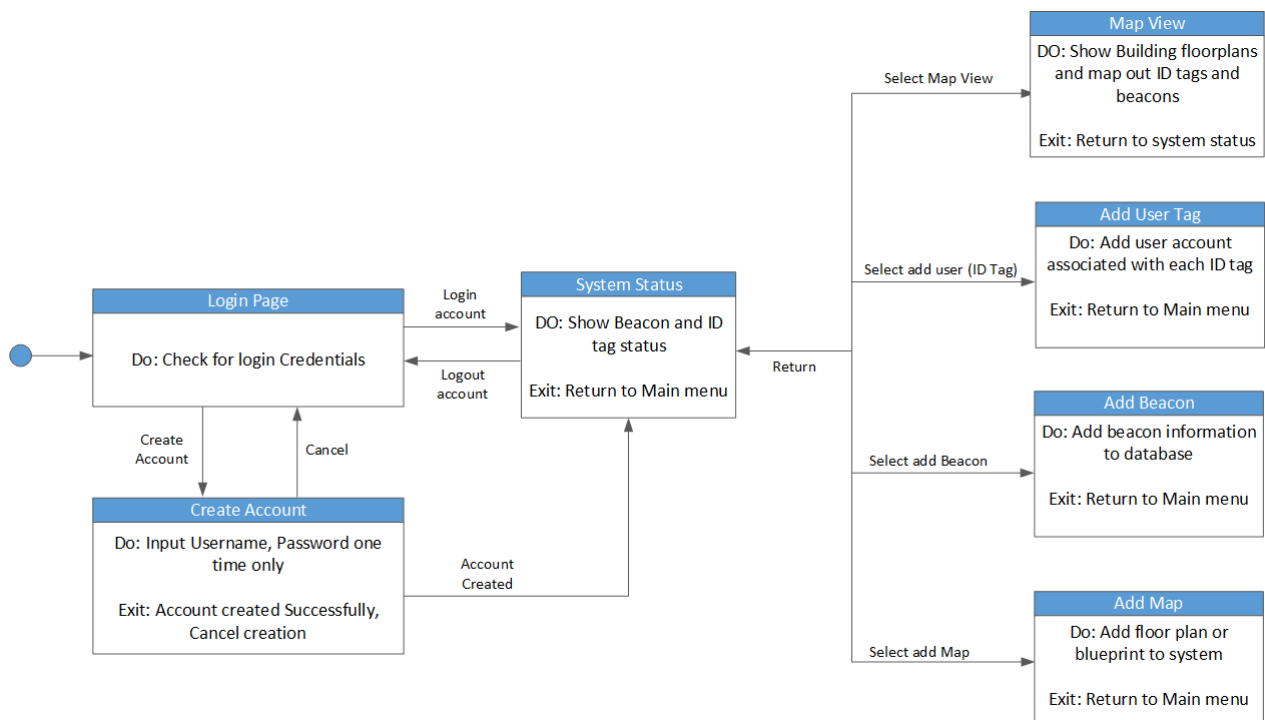 Map View
DO: Show Building floorplans
and map out ID tags and
beacons
Exit: Return to system status
Select Map View
Add User Tag
Do: Add user account
associated with each ID tag
Exit: Return to Main menu
Select add user (ID Tag)
Login Page
Do: Check for login Credentials
Login
account
Logout
account
System Status
DO: Show Beacon and ID
tag status
Exit: Return to Main menu
Return
Create
Account
Cancel
Add Beacon
Do: Add beacon information
to database
Exit: Return to Main menu
Select add Beacon
Create Account
Do: Input Username, Password one
time only
Exit: Account created Successfully,
Cancel creation
Account
Created
Add Map
Do: Add floor plan or
blueprint to system
Exit: Return to Main menu
Select add Map